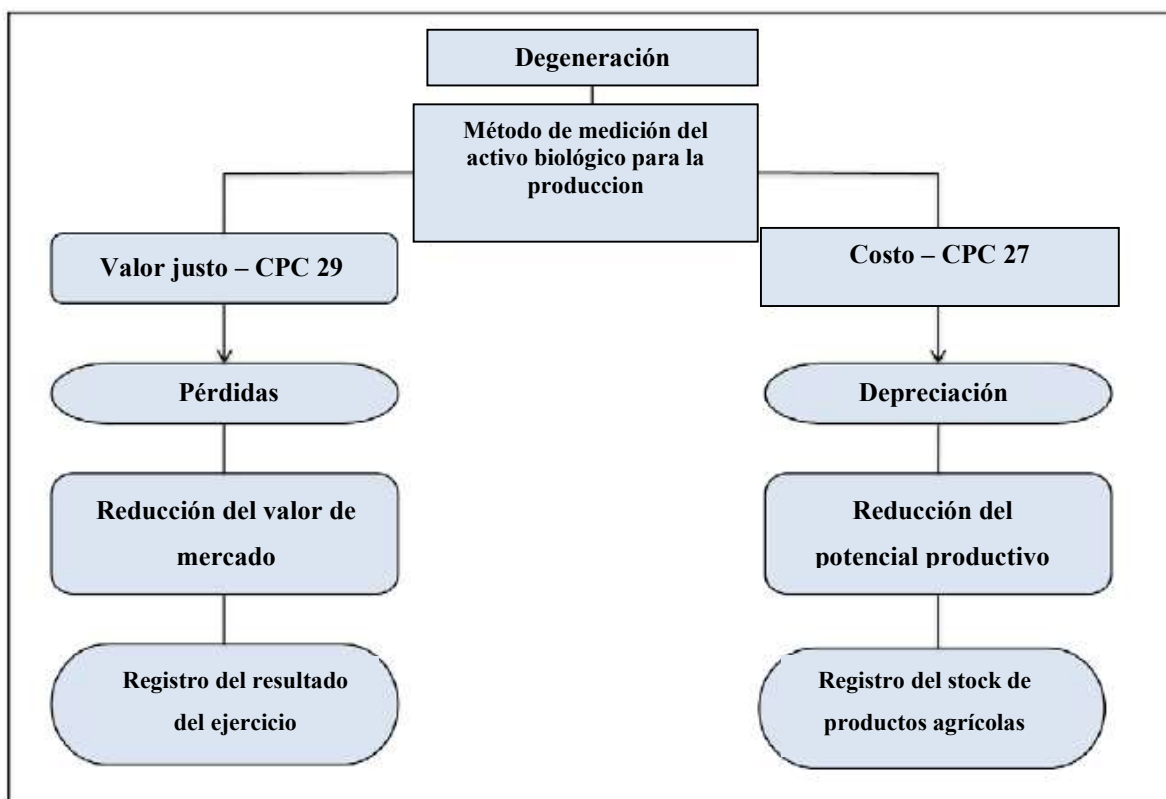 Degeneración
Método de medición del
activo biológico para la
produccion
Valor justo – CPC 29
Costo – CPC 27
Pérdidas
Depreciación
Reducción del valor de
mercado
Reducción del
potencial productivo
Registro del resultado
del ejercicio
Registro del stock de
productos agrícolas